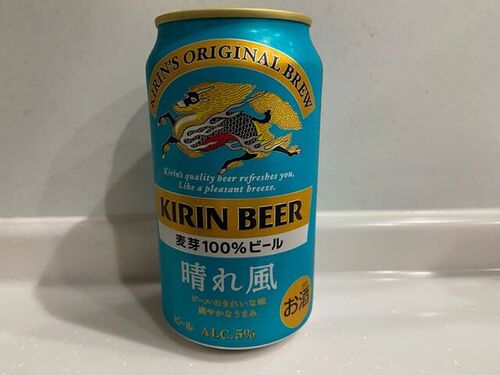 KIRIN'S ORIGINAL BREW
Kirin's quality beer refreshes you,
Like a pleasant breeze.
KIRIN BEER
麦芽100%ビール
晴れ風
ビールのきれいな味
爽やかなうまみ
お酒
ビール ALC.5%